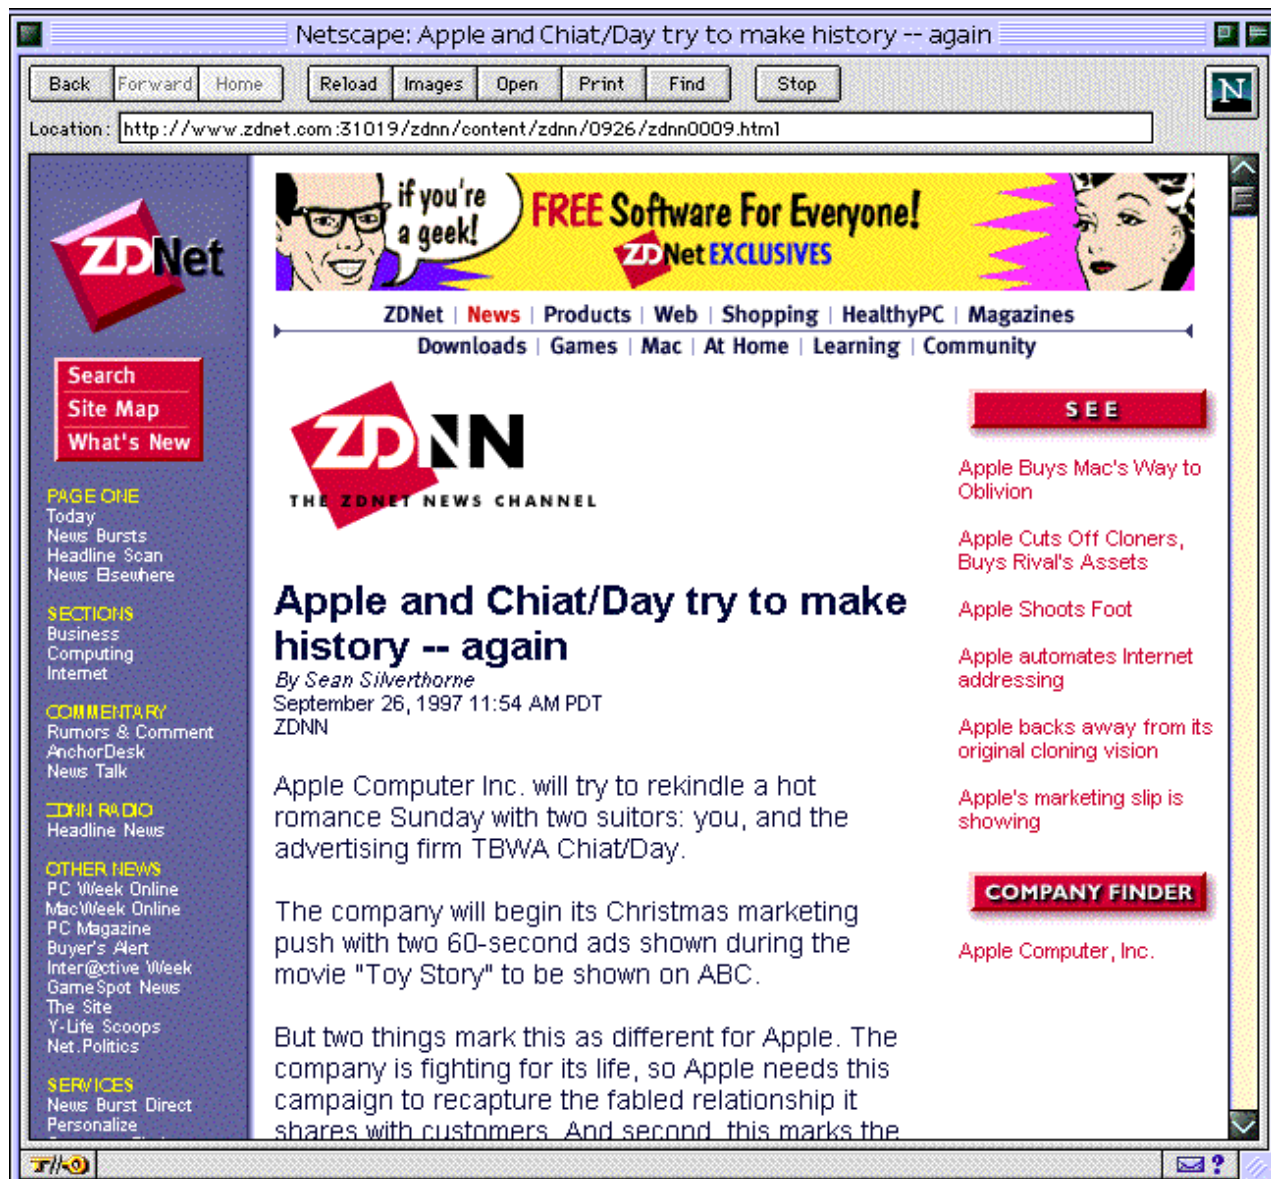 Netscape: Apple and Chiat/Day try to make history -- again
Back Forward Home Reload Images Open Print Find Stop
N
Location: http://www.zdnet.com:31019/zdnn/content/zdnn/0926/zdnn0009.html
ZDNet
Search
Site Map
What's New
PAGE ONE
Today
News Bursts
Headline Scan
News Elsewhere
SECTIONS
Business
Computing
Internet
COMMENTARY
Rumors & Comment
AnchorDesk
News Talk
ZDNN RADIO
Headline News
OTHER NEWS
PC Week Online
MacWeek Online
PC Magazine
Buyer's Alert
Inter@ctive Week
GameSpot News
The Site
Y-Life Scoops
Net.Politics
SERVICES
News Burst Direct
Personalize
if you're
a geek!
FREE Software For Everyone!
ZDNet EXCLUSIVES
ZDNet | News | Products | Web | Shopping | HealthyPC | Magazines
Downloads | Games | Mac | At Home | Learning | Community
ZDNN
THE ZDNET NEWS CHANNEL
Apple and Chiat/Day try to make
history -- again
By Sean Silverthorne
September 26, 1997 11:54 AM PDT
ZDNN
Apple Computer Inc. will try to rekindle a hot
romance Sunday with two suitors: you, and the
advertising firm TBWA Chiat/Day.
The company will begin its Christmas marketing
push with two 60-second ads shown during the
movie "Toy Story" to be shown on ABC.
But two things mark this as different for Apple. The
company is fighting for its life, so Apple needs this
campaign to recapture the fabled relationship it
shares with customers. And second, this marks the
SEE
Apple Buys Mac's Way to
Oblivion
Apple Cuts Off Cloners,
Buys Rival's Assets
Apple Shoots Foot
Apple automates Internet
addressing
Apple backs away from its
original cloning vision
Apple's marketing slip is
showing
COMPANY FINDER
Apple Computer, Inc.
?